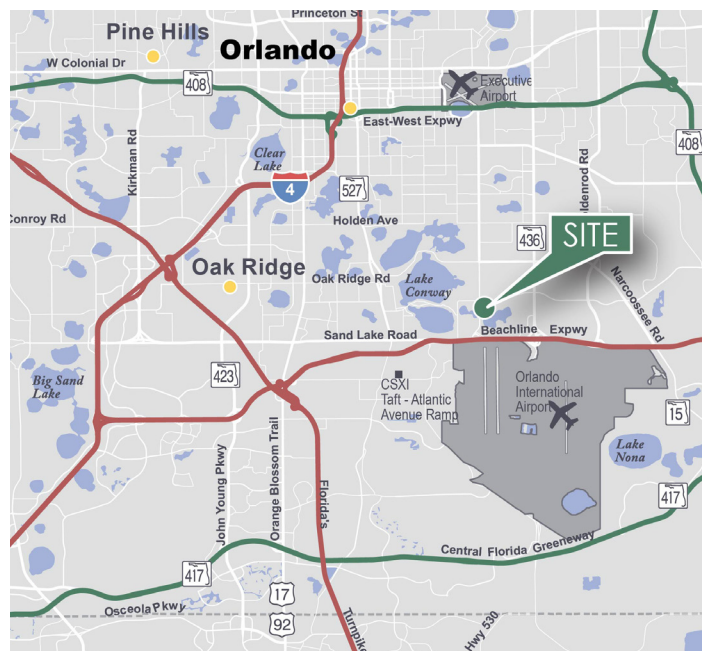 Princeton S
Pine Hills
Orlando
W Colonial Dr
408
Executive
Airport
East-West Expwy
408
Kirkman Rd
Clear
Lake
4
527
ldenrod Rd
Conroy Rd
Holden Ave
436
SITE
Oak Ridge
Oak Ridge Rd
Lake
Conway
Narcoossee Rd
Sand Lake Road
Beachline Expwy
Big Sand
Lake
423
CSXI
Taft - Atlantic
Avenue Ramp
Orlando
International
Airport
15
Lake
Nona
John Young Pkwy
Orange Blossom Trail
Florida's
417
Central Florida Greeneway
417
Osceola Pkwy
17
92
Turnpike
Hwy 530